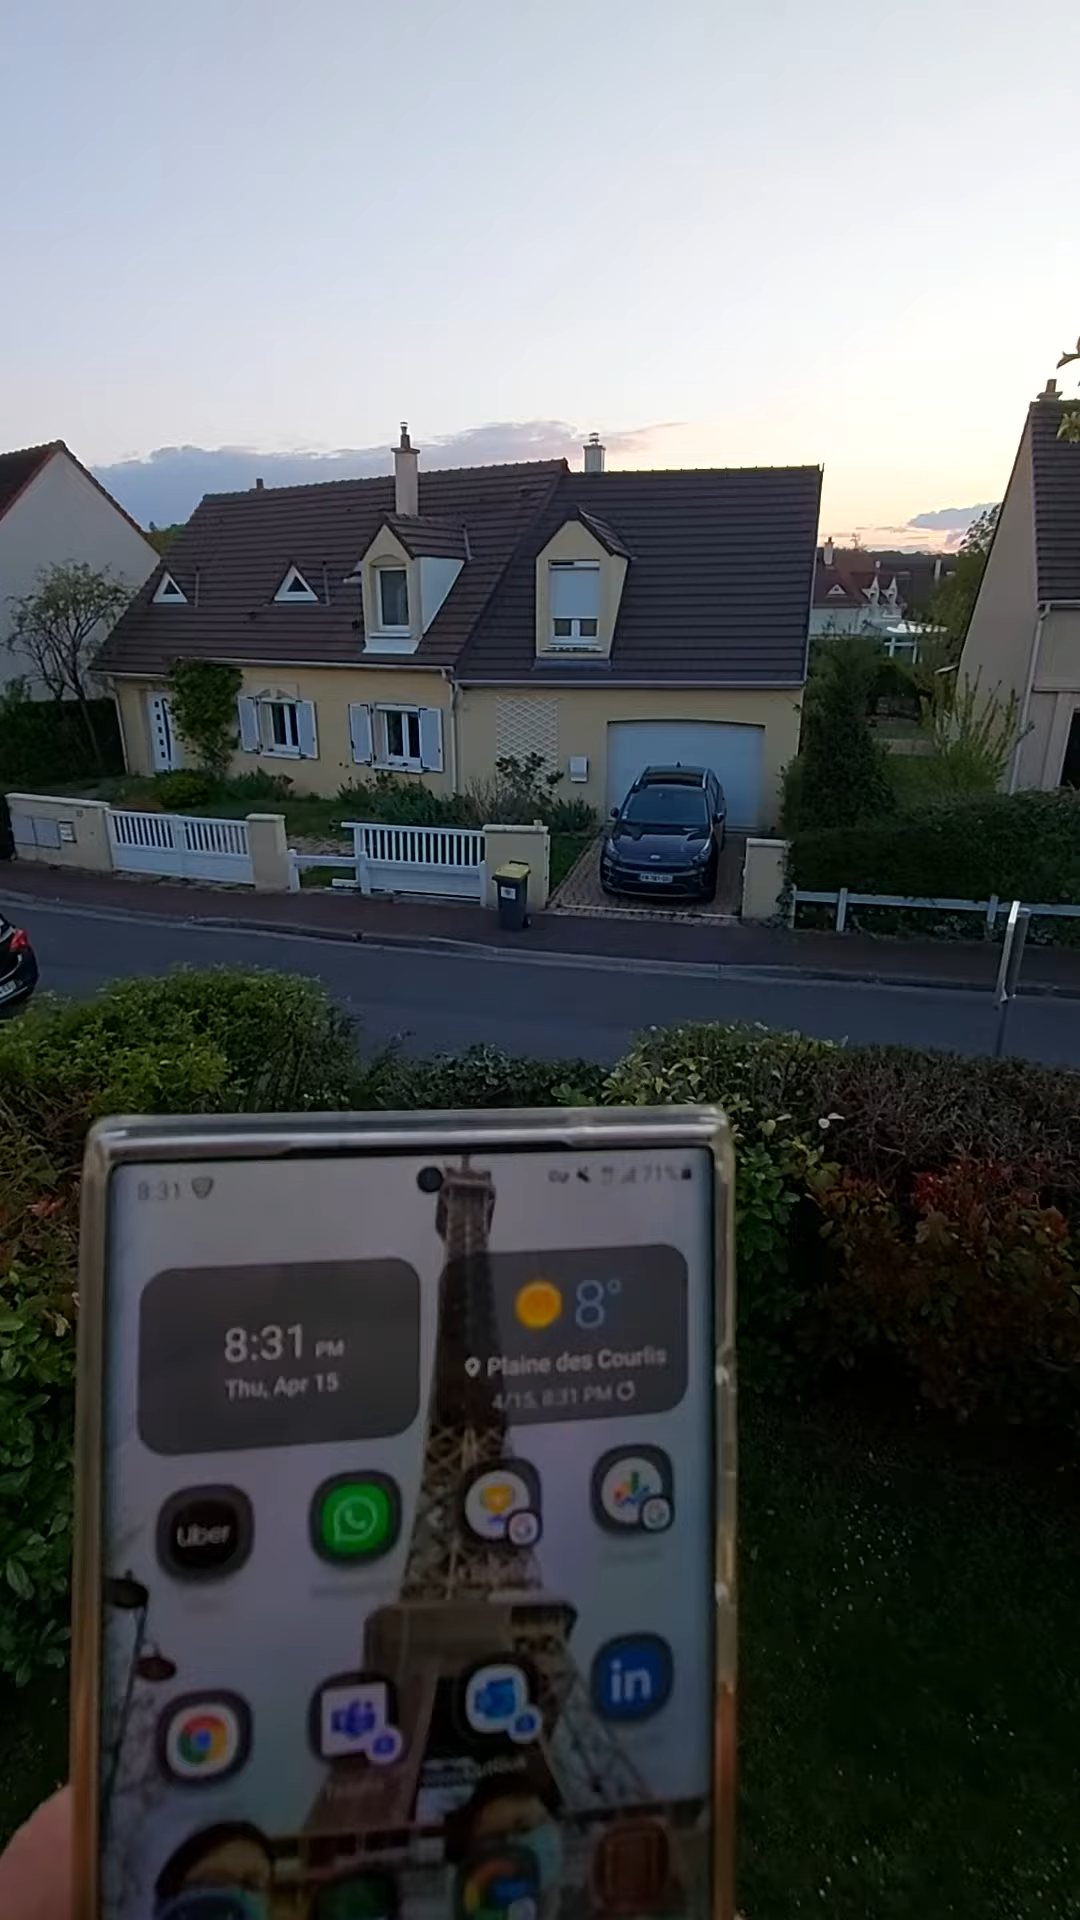 8:31
71%
8:31 PM
Thu, Apr 15
8°
Plaine des Courlis
4/15, 8:31 PM
Uber
in